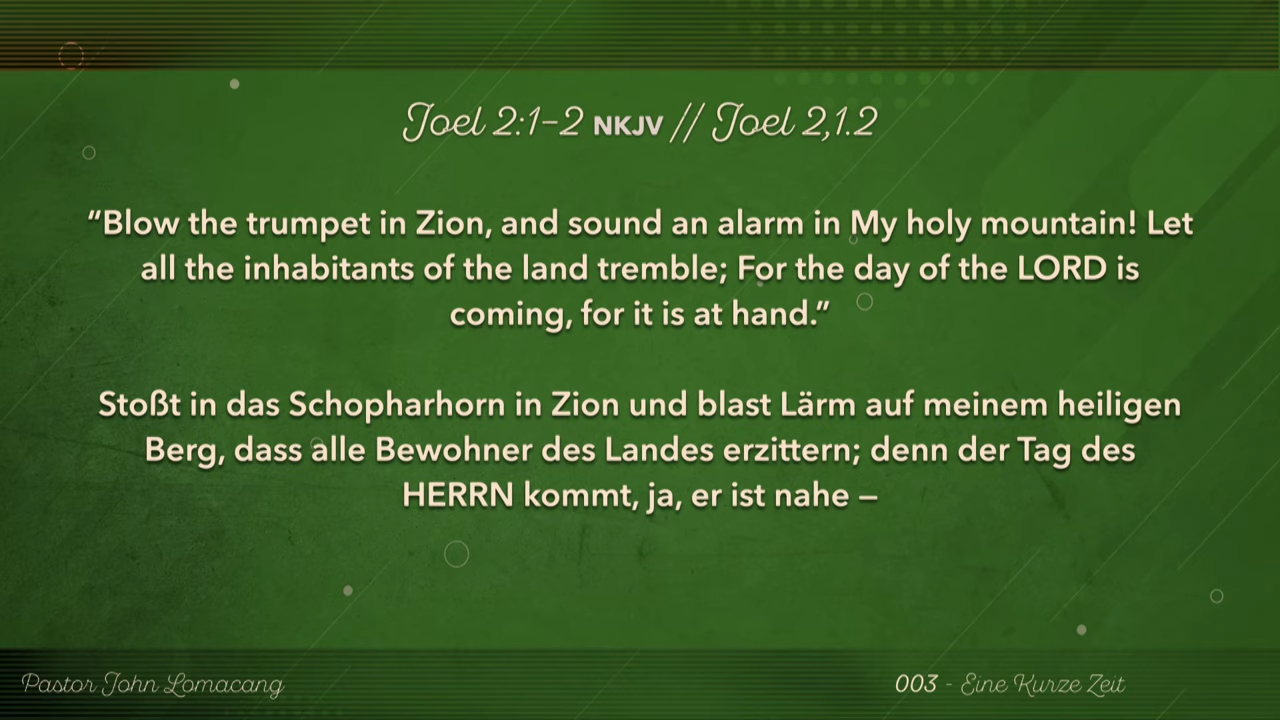 Joel 2:1-2 NKJV // Joel 2,1.2
“Blow the trumpet in Zion, and sound an alarm in My holy mountain! Let
all the inhabitants of the land tremble; For the day of the LORD is
coming, for it is at hand.”
Stoßt in das Schopharhorn in Zion und blast Lärm auf meinem heiligen
Berg, dass alle Bewohner des Landes erzittern; denn der Tag des
HERRN kommt, ja, er ist nahe –
Pastor John Lomacang
003 - Eine Kurze Zeit